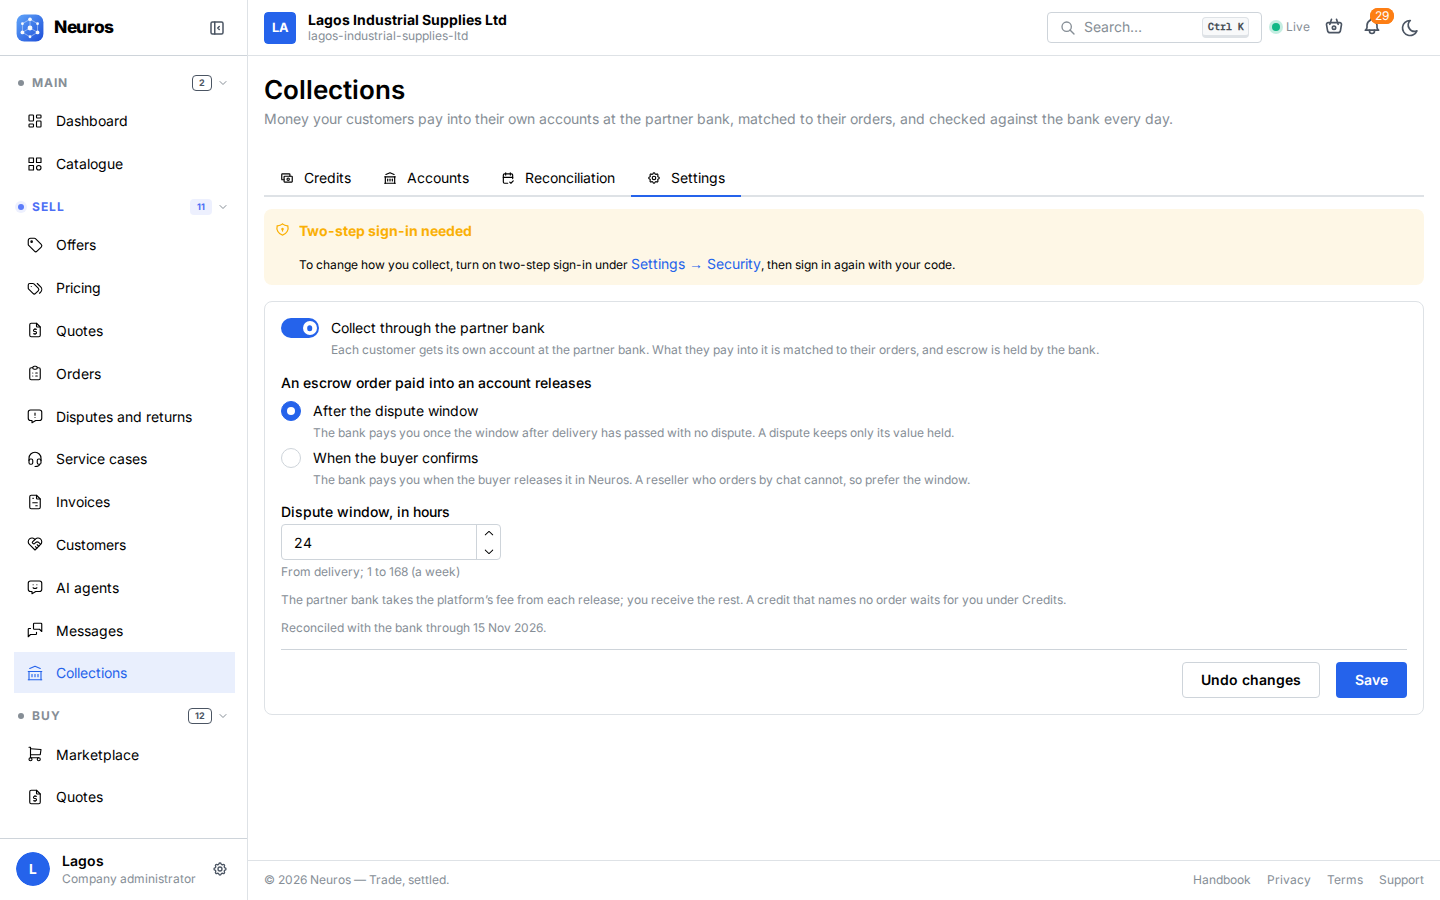 Neuros
LA
Lagos Industrial Supplies Ltd
lagos-industrial-supplies-ltd
Search...
Ctrl K
Live
29
MAIN
2
Dashboard
Catalogue
SELL
11
Offers
Pricing
Quotes
Orders
Disputes and returns
Service cases
Invoices
Customers
AI agents
Messages
Collections
BUY
12
Marketplace
Quotes
L
Lagos
Company administrator
Collections
Money your customers pay into their own accounts at the partner bank, matched to their orders, and checked against the bank every day.
Credits
Accounts
Reconciliation
Settings
Two-step sign-in needed
To change how you collect, turn on two-step sign-in under Settings → Security, then sign in again with your code.
Collect through the partner bank
Each customer gets its own account at the partner bank. What they pay into it is matched to their orders, and escrow is held by the bank.
An escrow order paid into an account releases
After the dispute window
The bank pays you once the window after delivery has passed with no dispute. A dispute keeps only its value held.
When the buyer confirms
The bank pays you when the buyer releases it in Neuros. A reseller who orders by chat cannot, so prefer the window.
Dispute window, in hours
24
From delivery; 1 to 168 (a week)
The partner bank takes the platform’s fee from each release; you receive the rest. A credit that names no order waits for you under Credits.
Reconciled with the bank through 15 Nov 2026.
Undo changes
Save
© 2026 Neuros — Trade, settled.
Handbook
Privacy
Terms
Support